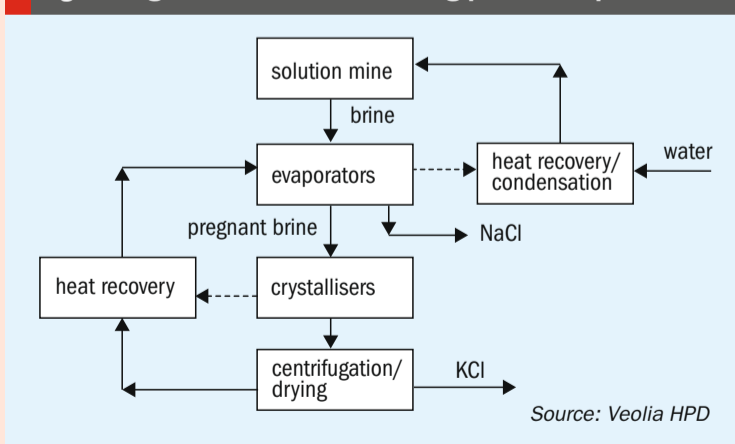 solution mine
brine
water
heat recovery/
condensation
evaporators
pregnant brine
NaCl
heat recovery
crystallisers
centrifugation/
drying
KCl
Source: Veolia HPD